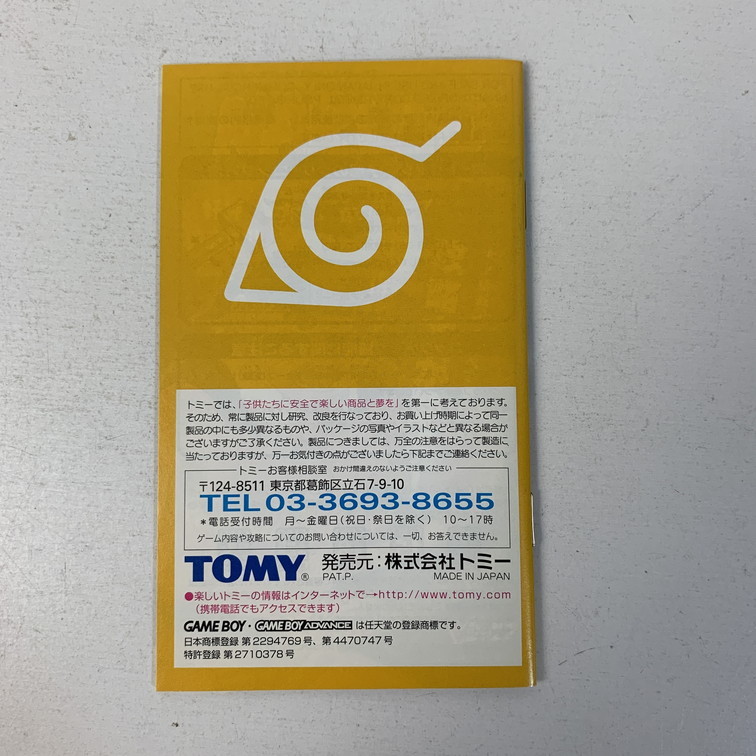 トミーでは、「子供たちに安全で楽しい商品と夢を」を第一に考えております。
そのため、常に製品に対し研究、改良を行なっており、お買い上げ時期によって同一
製品の中にも多少異なるものや、パッケージの写真やイラストなどと異なる場合が
ございますがご了承ください。製品につきましては、万全の注意をはらって製造に
当たっておりますが、万一お気付きの点がございましたら下記までご連絡ください。
トミーお客様相談室 おかけ間違えのないようご注意ください
〒124-8511 東京都葛飾区立石7-9-10
TEL 03-3693-8655
*電話受付時間 月〜金曜日(祝日・祭日を除く) 10〜17時
ゲーム内容や攻略についてのお問い合わせについては、一切、お答えできません。
TOMY® 発売元:株式会社トミー
PAT.P. MADE IN JAPAN
●楽しいトミーの情報はインターネットで→http://www.tomy.com
(携帯電話でもアクセスできます)
GAME BOY・GAME BOY ADVANCE は任天堂の登録商標です。
日本商標登録 第2294769号、第4470747号
特許登録 第2710378号